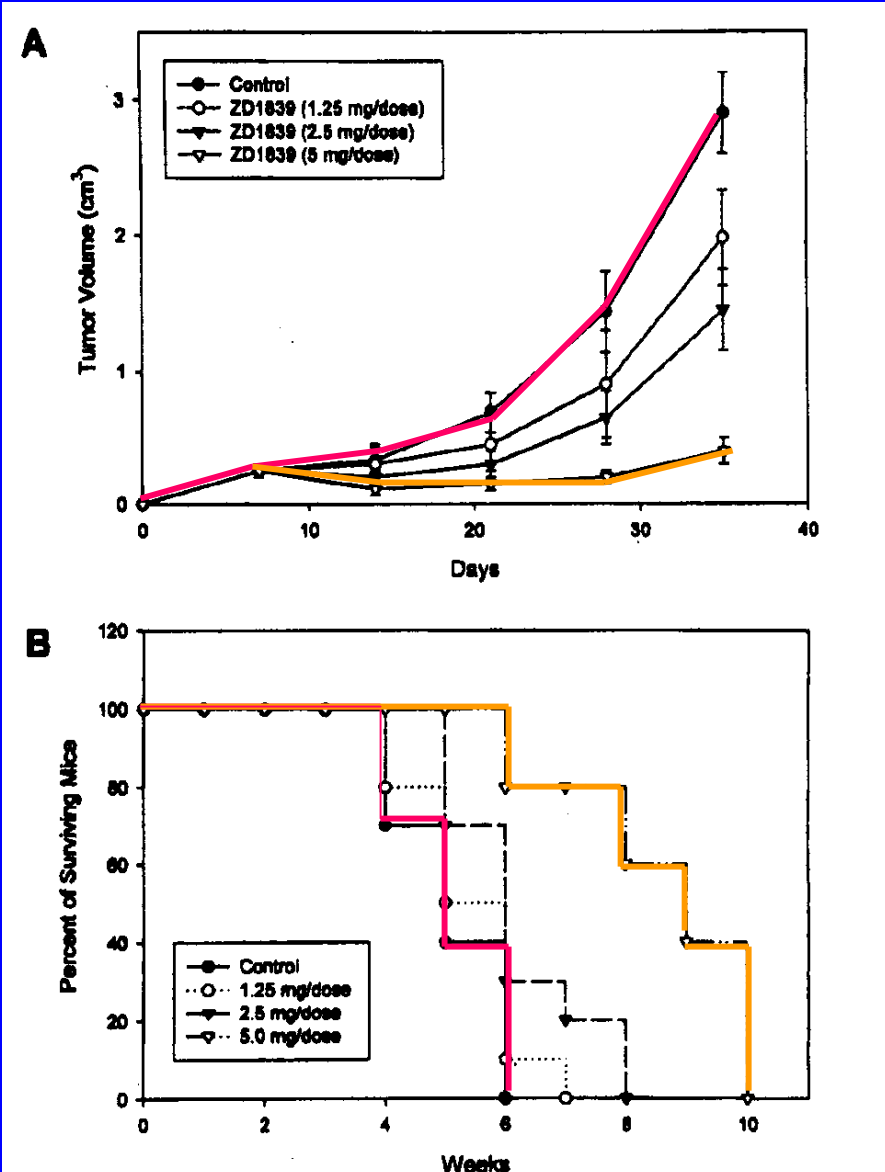 A
Control
ZD1839 (1.25 mg/dose)
ZD1839 (2.5 mg/dose)
ZD1839 (5 mg/dose)
Tumor Volume (cm³)
3
2
1
0
0 10 20 30 40
Days
B
120
100
80
60
40
20
0
Percent of Surviving Mice
Control
1.25 mg/dose
2.5 mg/dose
5.0 mg/dose
0 2 4 6 8 10
Weeks